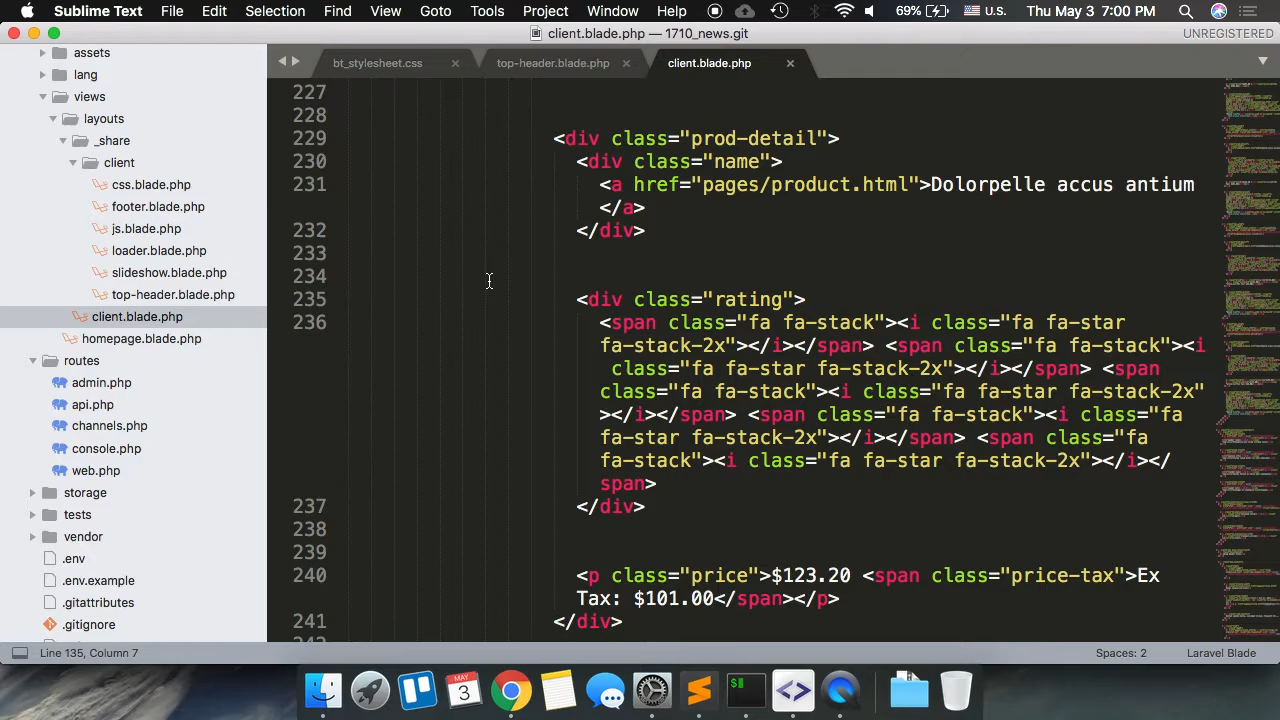 Sublime Text File Edit Selection Find View Goto Tools Project Window Help 69% U.S. Thu May 3 7:00 PM
client.blade.php — 1710_news.git UNREGISTERED
bt_stylesheet.css × top-header.blade.php × client.blade.php ×
assets
lang
views
layouts
_share
client
css.blade.php
footer.blade.php
js.blade.php
loader.blade.php
slideshow.blade.php
top-header.blade.php
client.blade.php
homepage.blade.php
routes
admin.php
api.php
channels.php
console.php
web.php
storage
tests
vendor
.env
.env.example
.gitattributes
.gitignore
227
228
229 <div class="prod-detail">
230 <div class="name">
231 <a href="pages/product.html">Dolorpelle accus antium
</a>
232 </div>
233
234
235 <div class="rating">
236 <span class="fa fa-stack"><i class="fa fa-star
fa-stack-2x"></i></span> <span class="fa fa-stack"><i
class="fa fa-star fa-stack-2x"></i></span> <span
class="fa fa-stack"><i class="fa fa-star fa-stack-2x"
></i></span> <span class="fa fa-stack"><i class="fa
fa-star fa-stack-2x"></i></span> <span class="fa
fa-stack"><i class="fa fa-star fa-stack-2x"></i></
span>
237 </div>
238
239
240 <p class="price">$123.20 <span class="price-tax">Ex
Tax: $101.00</span></p>
241 </div>
Line 135, Column 7 Spaces: 2 Laravel Blade
MAY
3